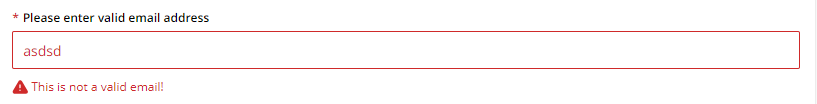 * Please enter valid email address
asdsd
This is not a valid email!